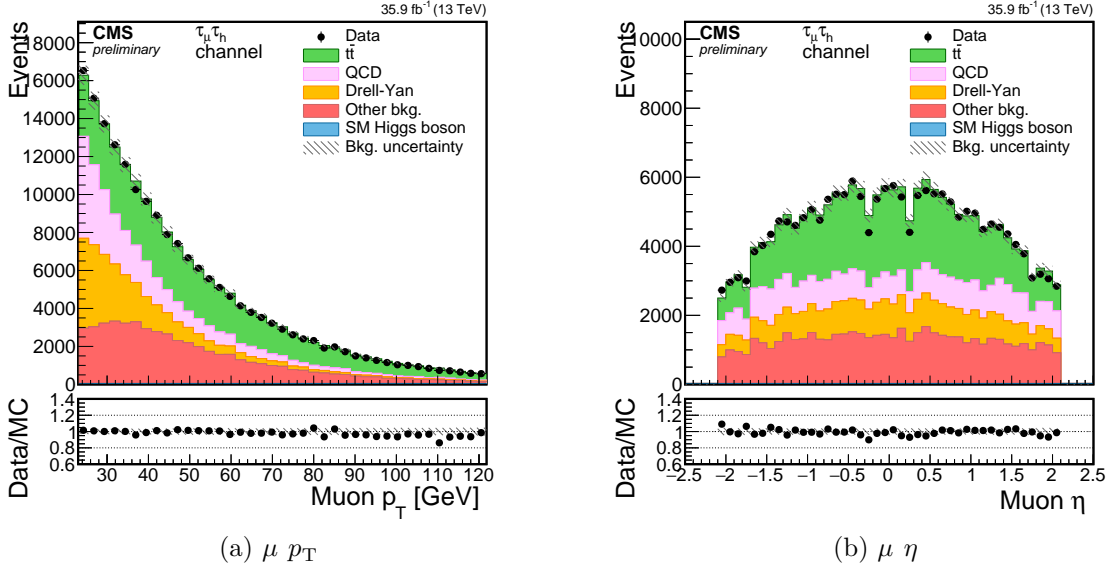 35.9 fb⁻¹ (13 TeV)
CMS
preliminary
τμτh
channel
Data
tt̄
QCD
Drell-Yan
Other bkg.
SM Higgs boson
Bkg. uncertainty
Events
18000
16000
14000
12000
10000
8000
6000
4000
2000
0
Data/MC
1.4
1.2
1
0.8
0.6
30 40 50 60 70 80 90 100 110 120
Muon p_T [GeV]
(a) μ p_T
35.9 fb⁻¹ (13 TeV)
CMS
preliminary
τμτh
channel
Data
tt̄
QCD
Drell-Yan
Other bkg.
SM Higgs boson
Bkg. uncertainty
Events
10000
8000
6000
4000
2000
0
Data/MC
1.4
1.2
1
0.8
0.6
−2.5 −2 −1.5 −1 −0.5 0 0.5 1 1.5 2 2.5
Muon η
(b) μ η